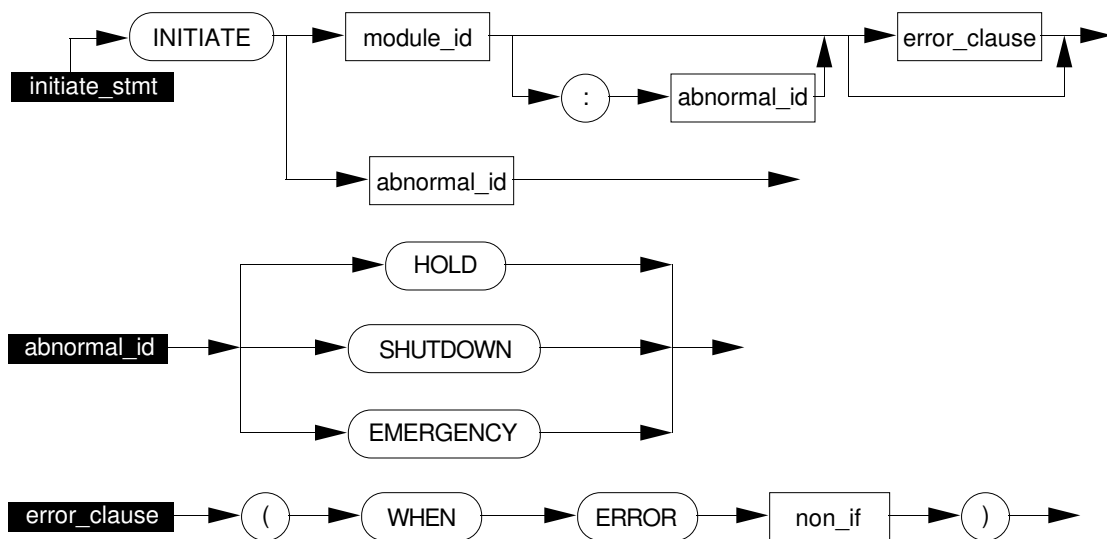 INITIATE module_id error_clause
initiate_stmt
: abnormal_id
abnormal_id
HOLD
abnormal_id SHUTDOWN
EMERGENCY
error_clause ( WHEN ERROR non_if )